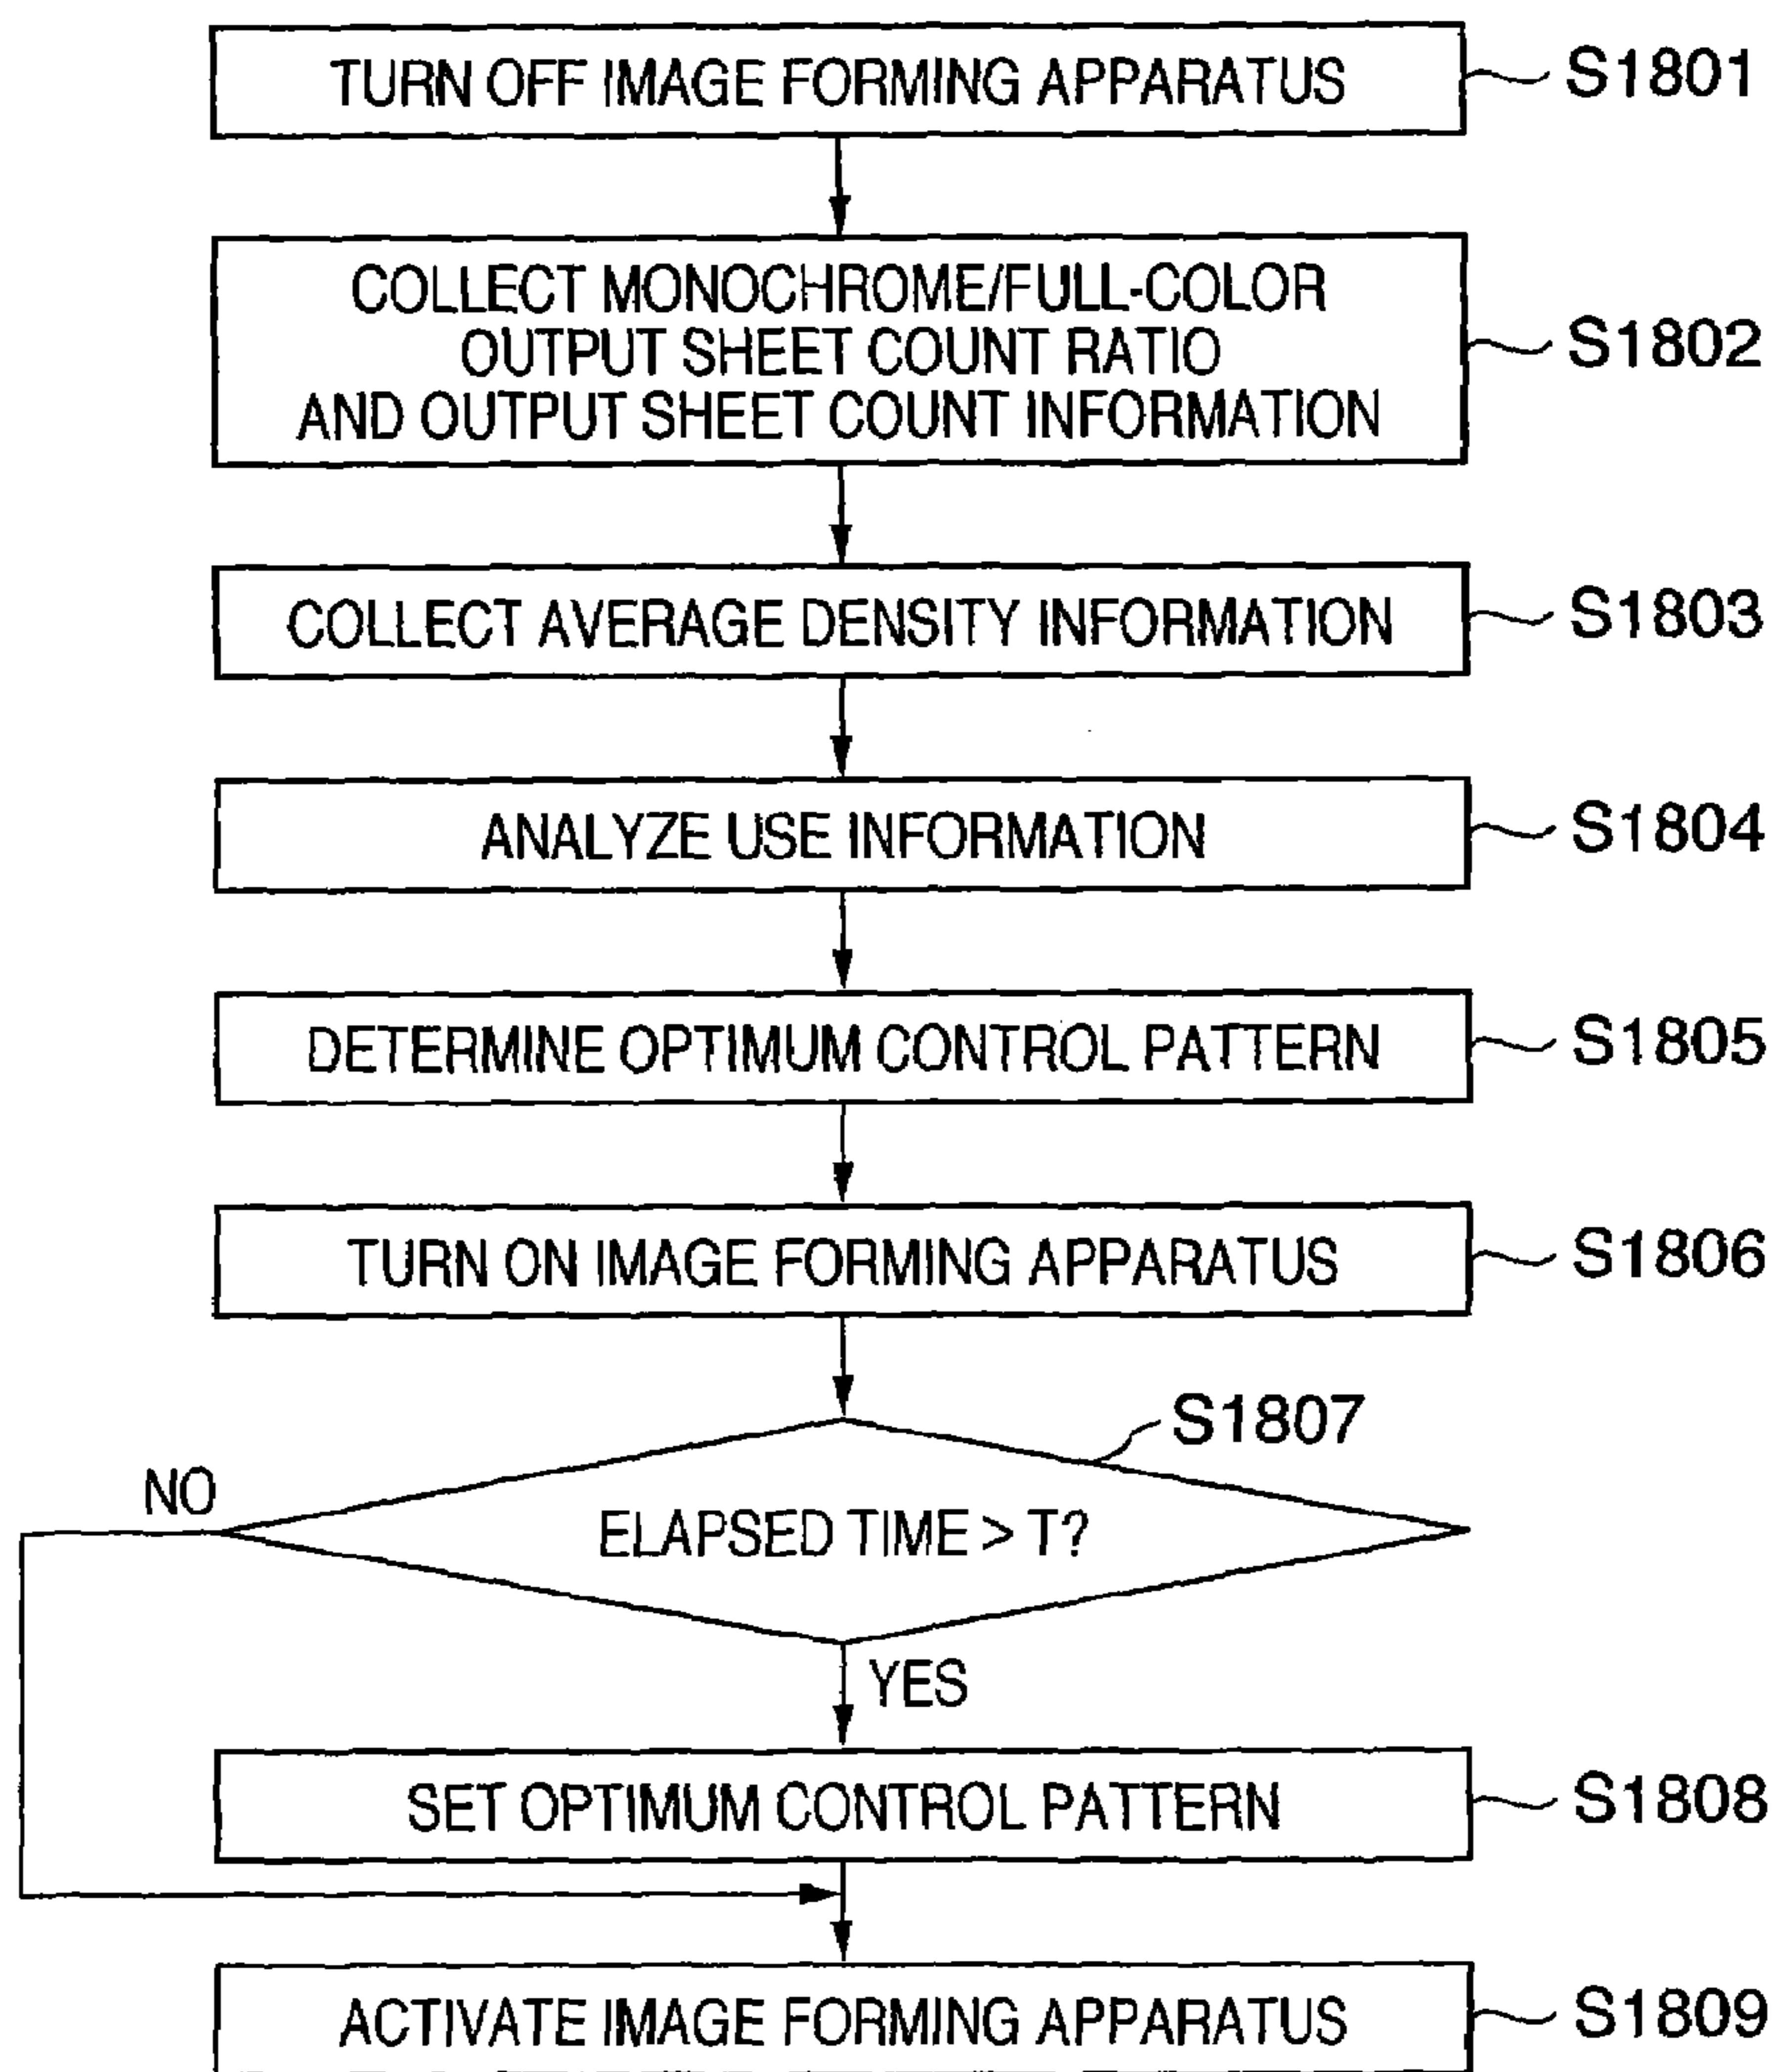 TURN OFF IMAGE FORMING APPARATUS
S1801
COLLECT MONOCHROME/FULL-COLOR
OUTPUT SHEET COUNT RATIO
AND OUTPUT SHEET COUNT INFORMATION
S1802
COLLECT AVERAGE DENSITY INFORMATION
S1803
ANALYZE USE INFORMATION
S1804
DETERMINE OPTIMUM CONTROL PATTERN
S1805
TURN ON IMAGE FORMING APPARATUS
S1806
S1807
NO
ELAPSED TIME > T?
YES
SET OPTIMUM CONTROL PATTERN
S1808
ACTIVATE IMAGE FORMING APPARATUS
S1809